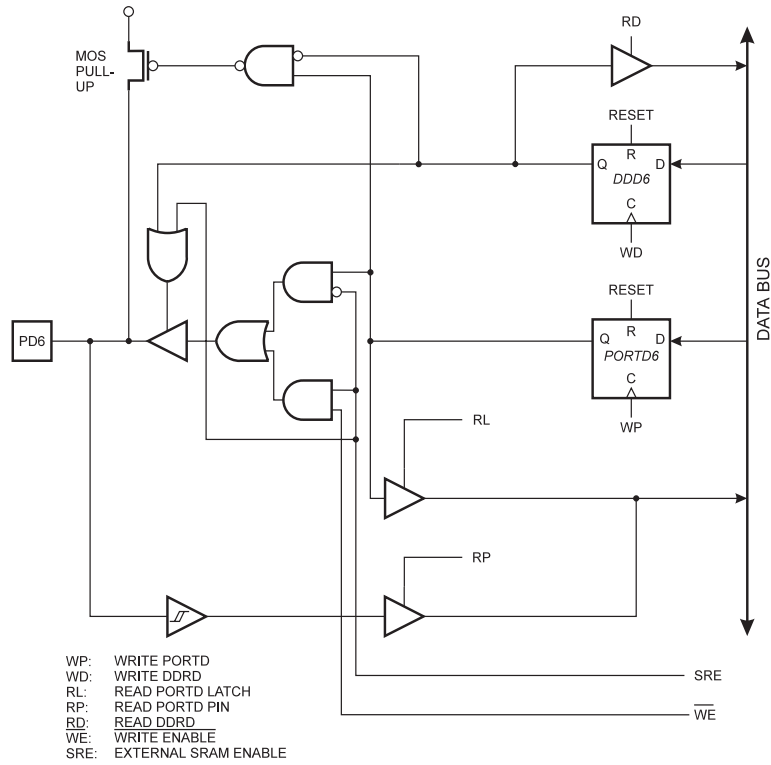 RD
MOS
PULL-
UP
RESET
Q R D
DDD6
C
WD
DATA BUS
RESET
PD6
Q R D
PORTD6
C
WP
RL
RP
WP: WRITE PORTD
WD: WRITE DDRD
RL: READ PORTD LATCH
RP: READ PORTD PIN
RD: READ DDRD
WE: WRITE ENABLE
SRE: EXTERNAL SRAM ENABLE
SRE
WE